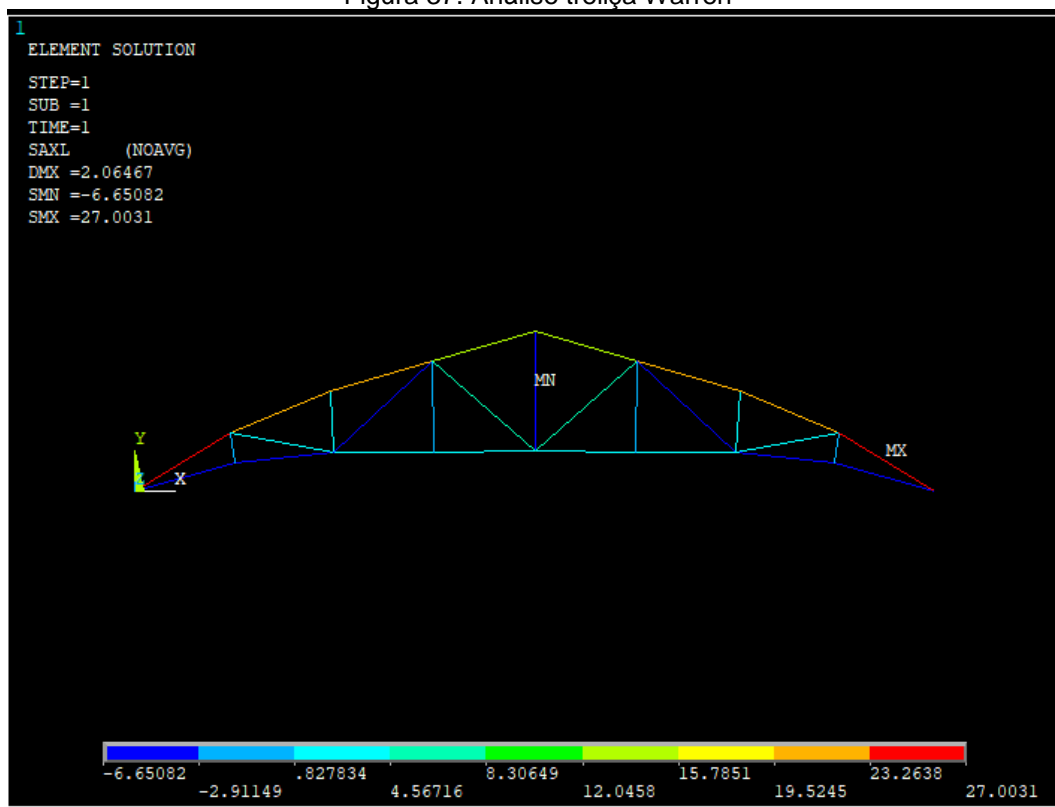 Figura 37: Análise treliça Warren
1
ELEMENT SOLUTION
STEP=1
SUB =1
TIME=1
SAXL (NOAVG)
DMX =2.06467
SMN =-6.65082
SMX =27.0031
MN
Y
MX
Z X
-6.65082 .827834 8.30649 15.7851 23.2638
-2.91149 4.56716 12.0458 19.5245 27.0031